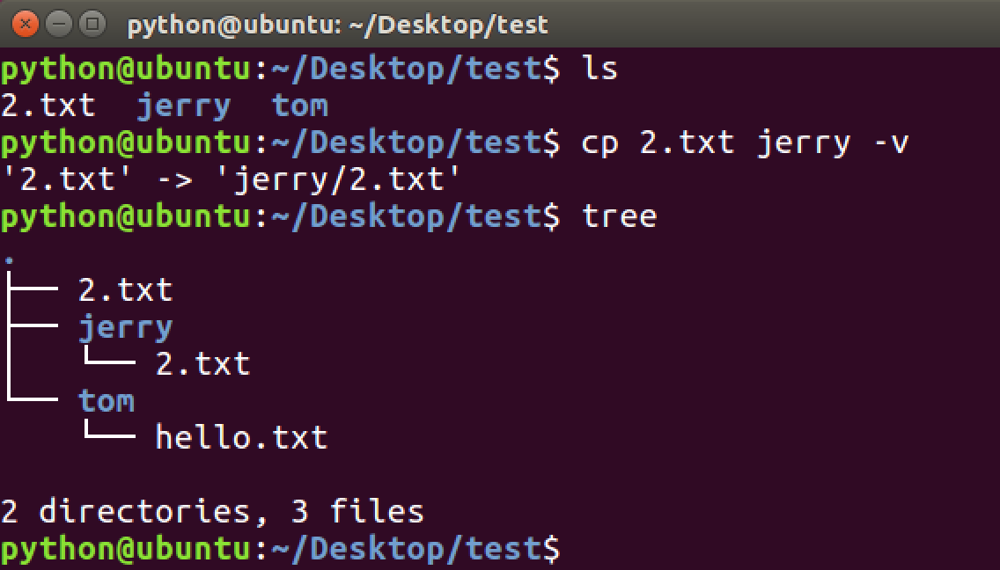 python@ubuntu: ~/Desktop/test
python@ubuntu:~/Desktop/test$ ls
2.txt  jerry  tom
python@ubuntu:~/Desktop/test$ cp 2.txt jerry -v
'2.txt' -> 'jerry/2.txt'
python@ubuntu:~/Desktop/test$ tree
.
├── 2.txt
├── jerry
│   └── 2.txt
└── tom
    └── hello.txt
2 directories, 3 files
python@ubuntu:~/Desktop/test$